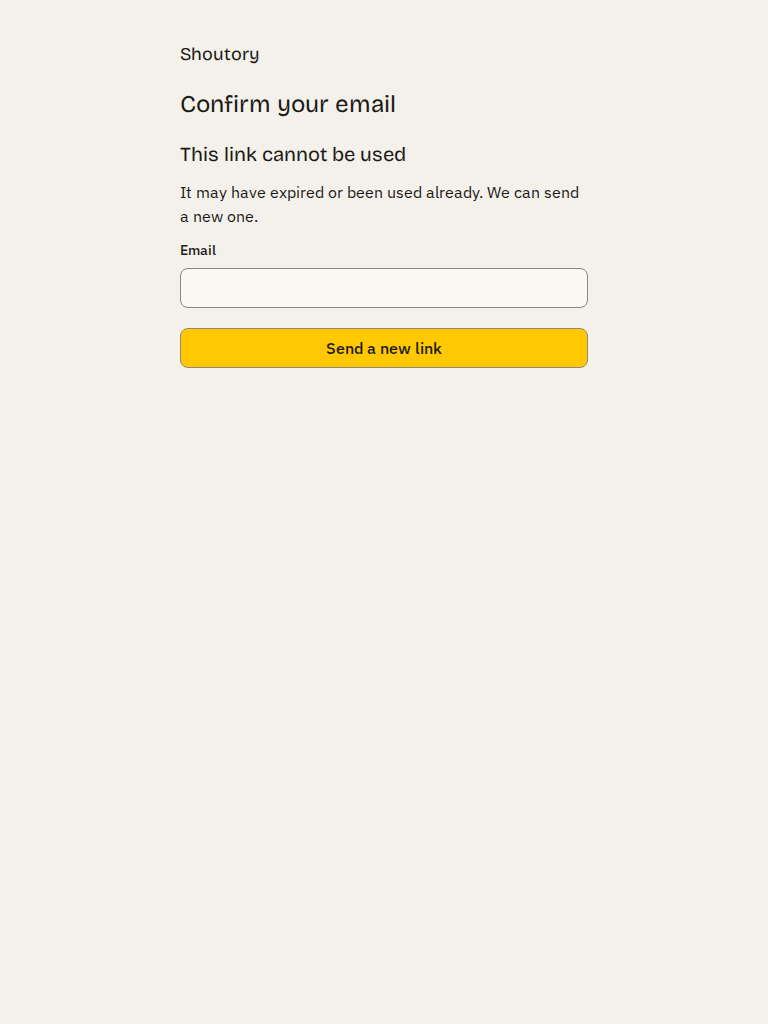 Shoutory
Confirm your email
This link cannot be used
It may have expired or been used already. We can send
a new one.
Email
Send a new link